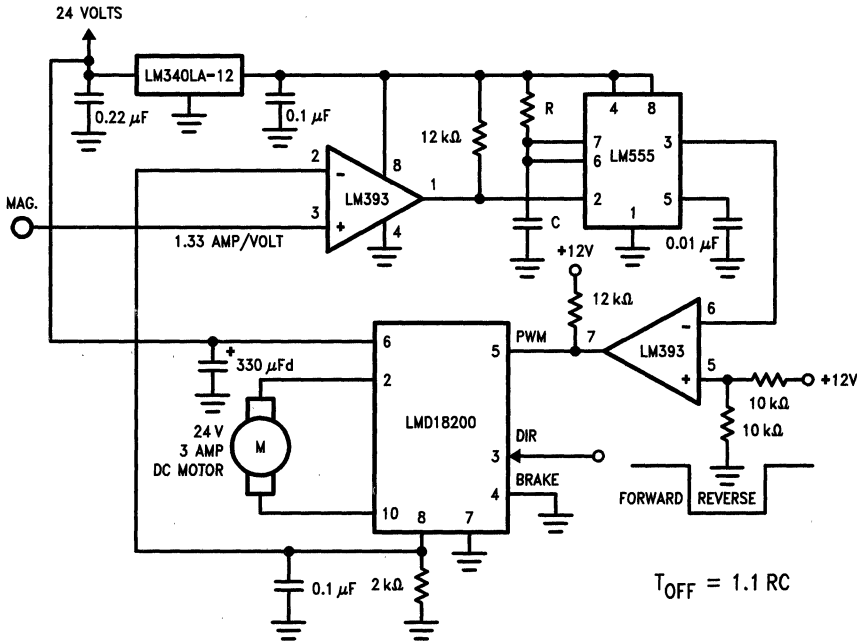 24 VOLTS
LM340LA-12
0.22 μF
0.1 μF
12 kΩ
R
4
8
7
6
LM555
3
2
5
1
C
0.01 μF
2
8
LM393
1
3
4
MAG.
1.33 AMP/VOLT
+12V
12 kΩ
6
PWM
7
LM393
5
+12V
10 kΩ
10 kΩ
6
5
+
330 μFd
2
LMD18200
24 V
3 AMP
DC MOTOR
M
DIR
3
BRAKE
4
10
8
7
FORWARD
REVERSE
0.1 μF
2 kΩ
TOFF = 1.1 RC